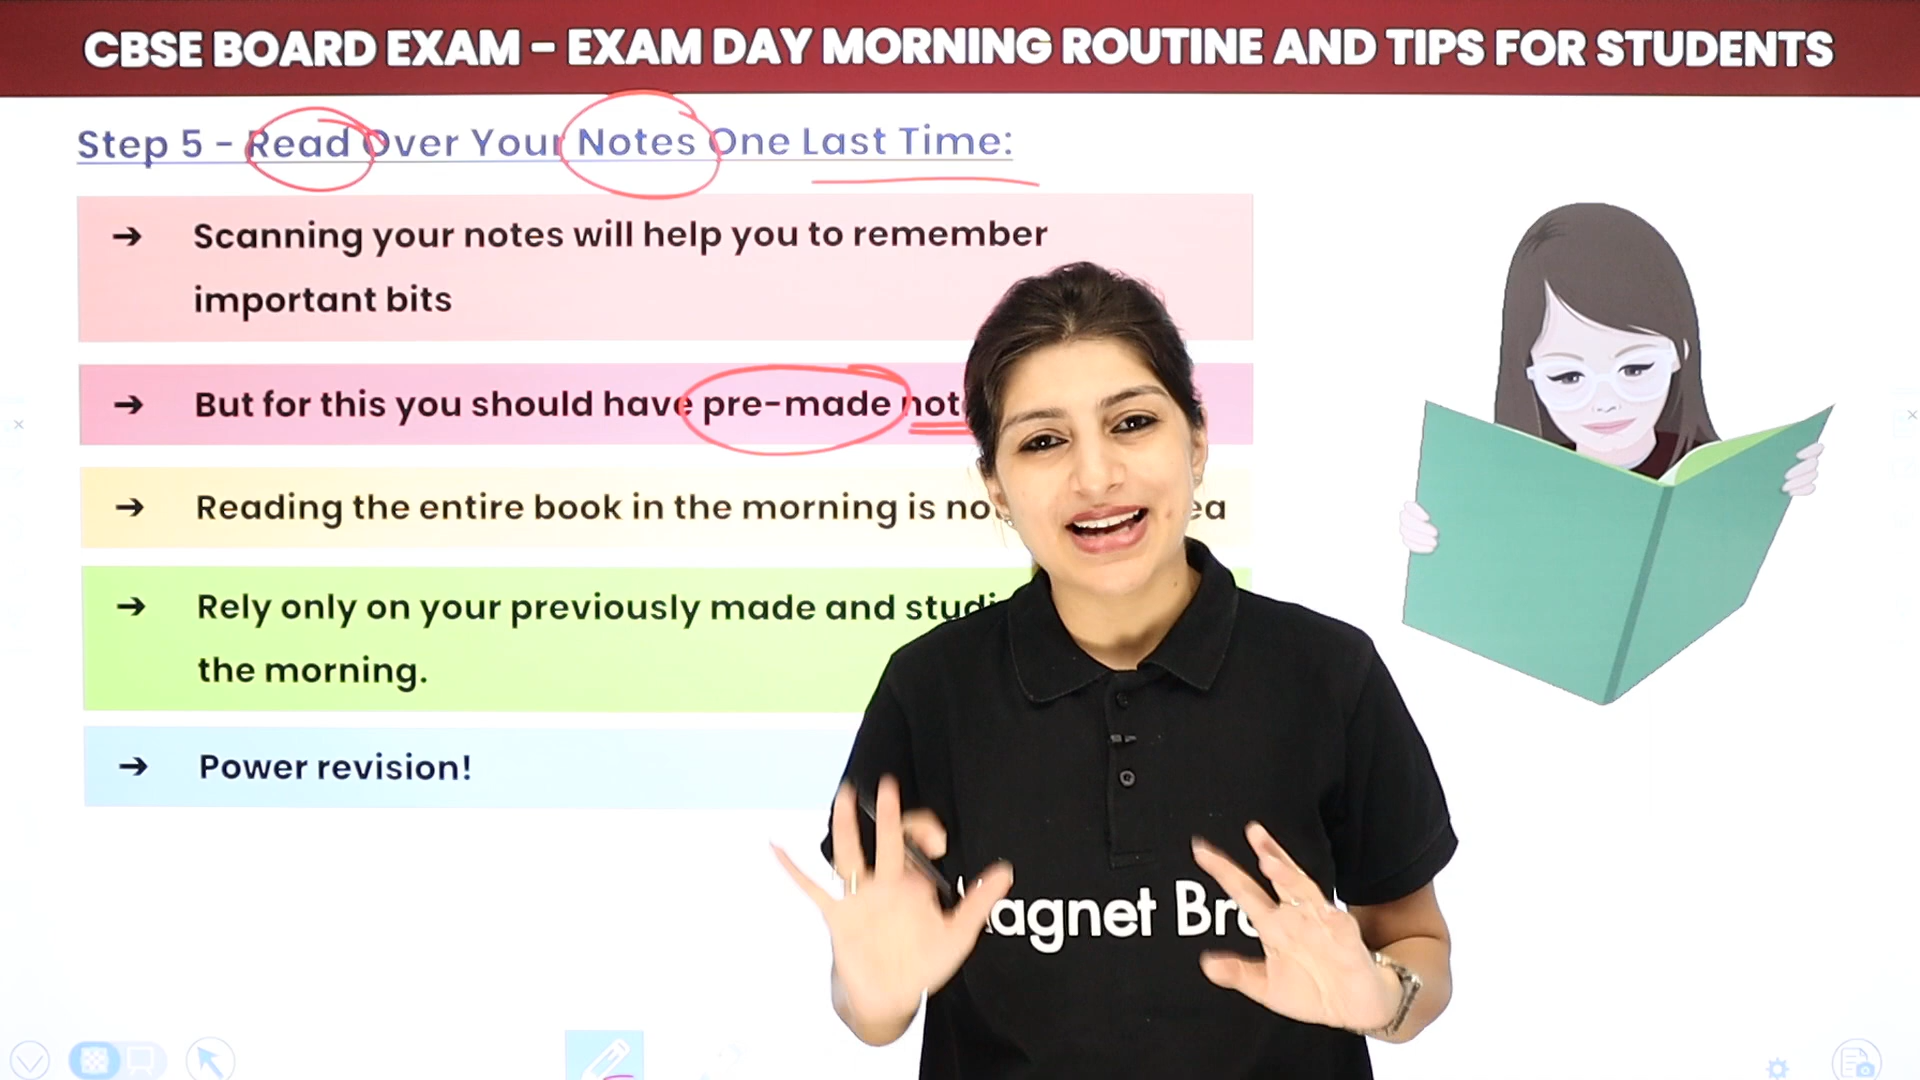 CBSE BOARD EXAM – EXAM DAY MORNING ROUTINE AND TIPS FOR STUDENTS
Step 5 - Read Over Your Notes One Last Time:
➔ Scanning your notes will help you to remember
important bits
➔ But for this you should have pre-made
➔ Reading the entire book in the morning is
➔ Rely only on your previously made and
the morning.
➔ Power revision!
agnet